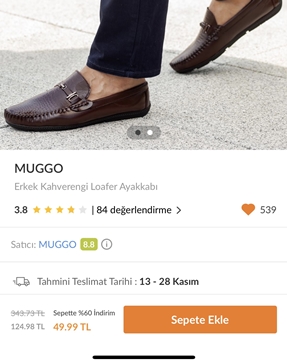 MUGGO
Erkek Kahverengi Loafer Ayakkabı
3.8 | 84 değerlendirme 539
Satıcı: MUGGO 8.8
Tahmini Teslimat Tarihi : 13 - 28 Kasım
343.73 TL Sepette %60 İndirim
124.98 TL 49.99 TL
Sepete Ekle